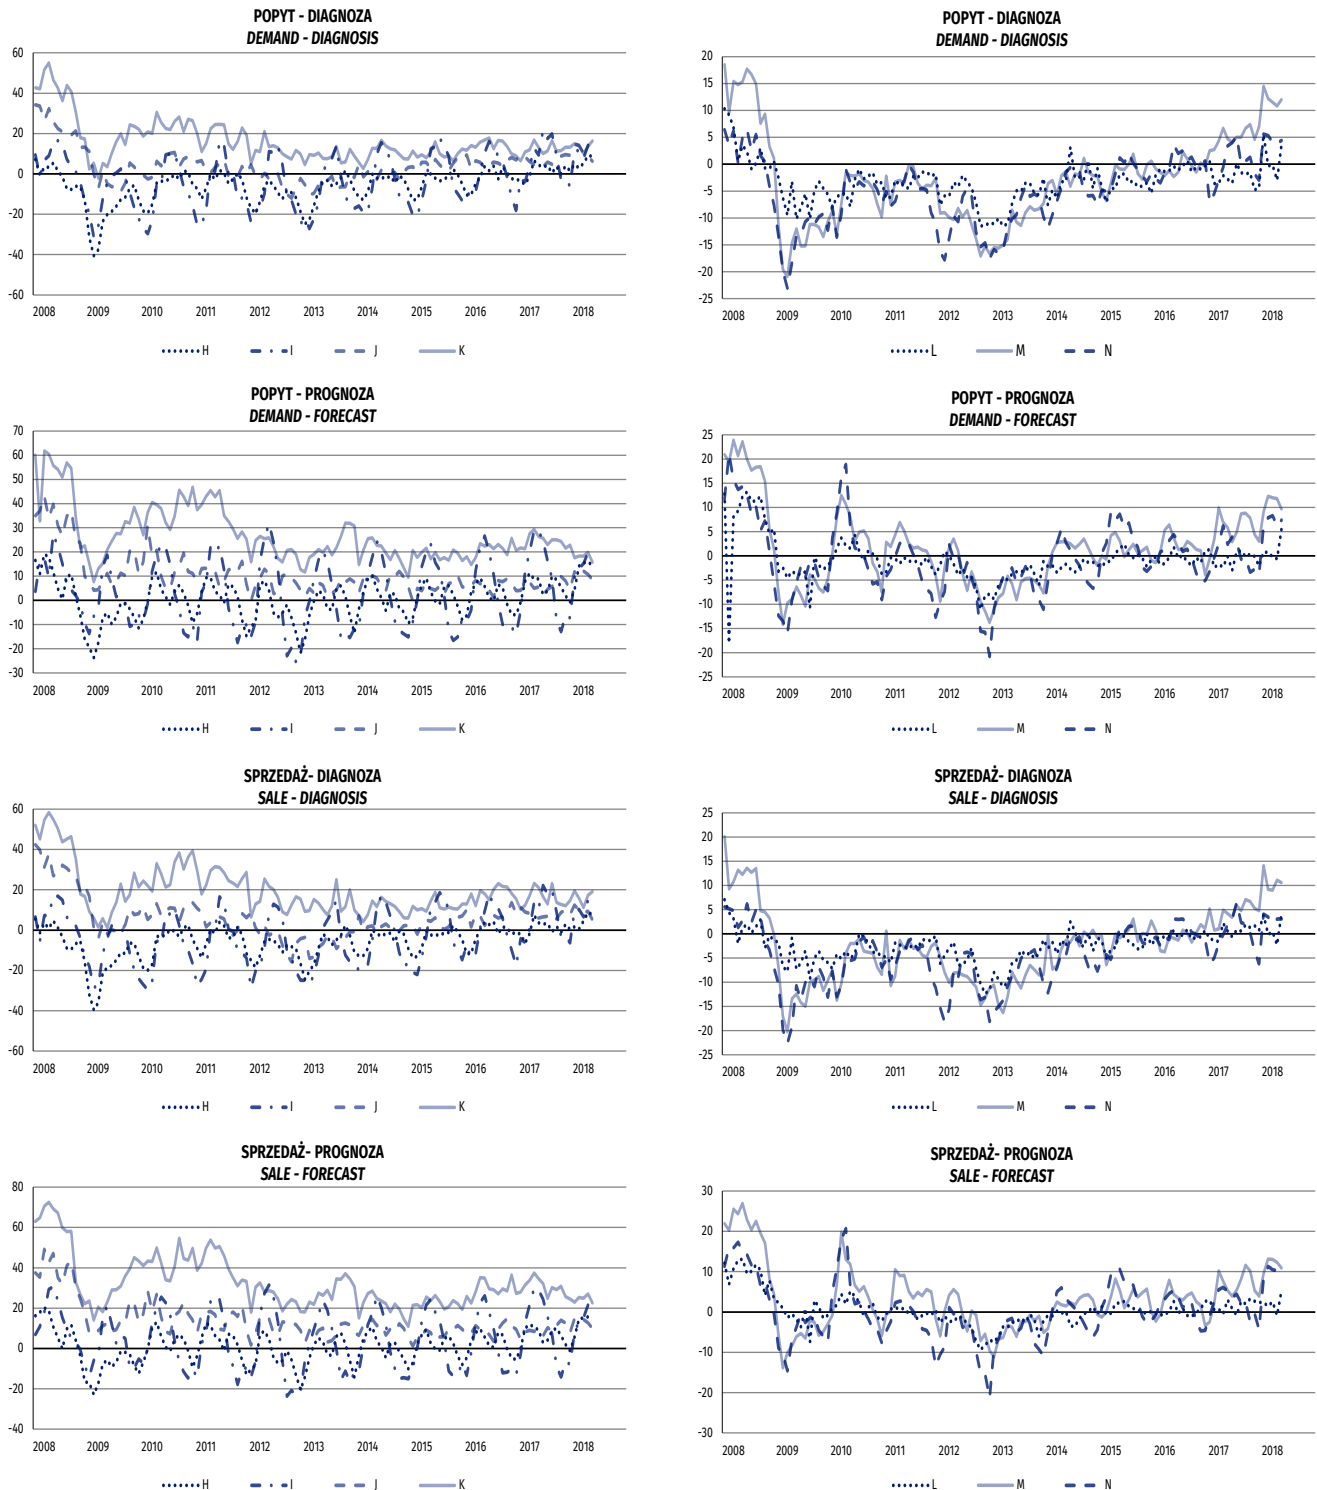 POPYT - DIAGNOZA
DEMAND - DIAGNOSIS
60
40
20
0
-20
-40
-60
2008 2009 2010 2011 2012 2013 2014 2015 2016 2017 2018
H I J K
POPYT - DIAGNOZA
DEMAND - DIAGNOSIS
20
15
10
5
0
-5
-10
-15
-20
-25
2008 2009 2010 2011 2012 2013 2014 2015 2016 2017 2018
L M N
POPYT - PROGNOZA
DEMAND - FORECAST
70
60
50
40
30
20
10
0
-10
-20
-30
2008 2009 2010 2011 2012 2013 2014 2015 2016 2017 2018
H I J K
POPYT - PROGNOZA
DEMAND - FORECAST
25
20
15
10
5
0
-5
-10
-15
-20
-25
2008 2009 2010 2011 2012 2013 2014 2015 2016 2017 2018
L M N
SPRZEDAŻ- DIAGNOZA
SALE - DIAGNOSIS
60
40
20
0
-20
-40
-60
2008 2009 2010 2011 2012 2013 2014 2015 2016 2017 2018
H I J K
SPRZEDAŻ- DIAGNOZA
SALE - DIAGNOSIS
25
20
15
10
5
0
-5
-10
-15
-20
-25
2008 2009 2010 2011 2012 2013 2014 2015 2016 2017 2018
L M N
SPRZEDAŻ- PROGNOZA
SALE - FORECAST
80
60
40
20
0
-20
-40
2008 2009 2010 2011 2012 2013 2014 2015 2016 2017 2018
H I J K
SPRZEDAŻ- PROGNOZA
SALE - FORECAST
30
20
10
0
-10
-20
-30
2008 2009 2010 2011 2012 2013 2014 2015 2016 2017 2018
L M N